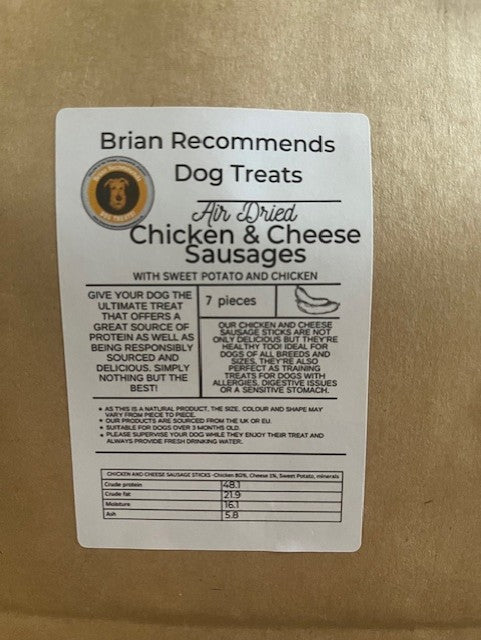 Brian Recommends
Dog Treats
Air Dried
Chicken & Cheese
Sausages
WITH SWEET POTATO AND CHICKEN
GIVE YOUR DOG THE
ULTIMATE TREAT
THAT OFFERS A
GREAT SOURCE OF
PROTEIN AS WELL AS
BEING RESPONSIBLY
SOURCED AND
DELICIOUS. SIMPLY
NOTHING BUT THE
BEST!
7 pieces
OUR CHICKEN AND CHEESE
SAUSAGE STICKS ARE NOT
ONLY DELICIOUS BUT THEY'RE
HEALTHY TOO! IDEAL FOR
DOGS OF ALL BREEDS AND
SIZES, THEY'RE ALSO
PERFECT AS TRAINING
TREATS FOR DOGS WITH
ALLERGIES, DIGESTIVE ISSUES
OR A SENSITIVE STOMACH.
• AS THIS IS A NATURAL PRODUCT, THE SIZE, COLOUR AND SHAPE MAY
VARY FROM PIECE TO PIECE.
• OUR PRODUCTS ARE SOURCED FROM THE UK OR EU.
• SUITABLE FOR DOGS OVER 3 MONTHS OLD.
• PLEASE SUPERVISE YOUR DOG WHILE THEY ENJOY THEIR TREAT AND
ALWAYS PROVIDE FRESH DRINKING WATER.
CHICKEN AND CHEESE SAUSAGE STICKS -Chicken 80%, Cheese 1%, Sweet Potato, minerals
Crude protein 48.1
Crude fat 21.9
Moisture 16.1
Ash 5.8